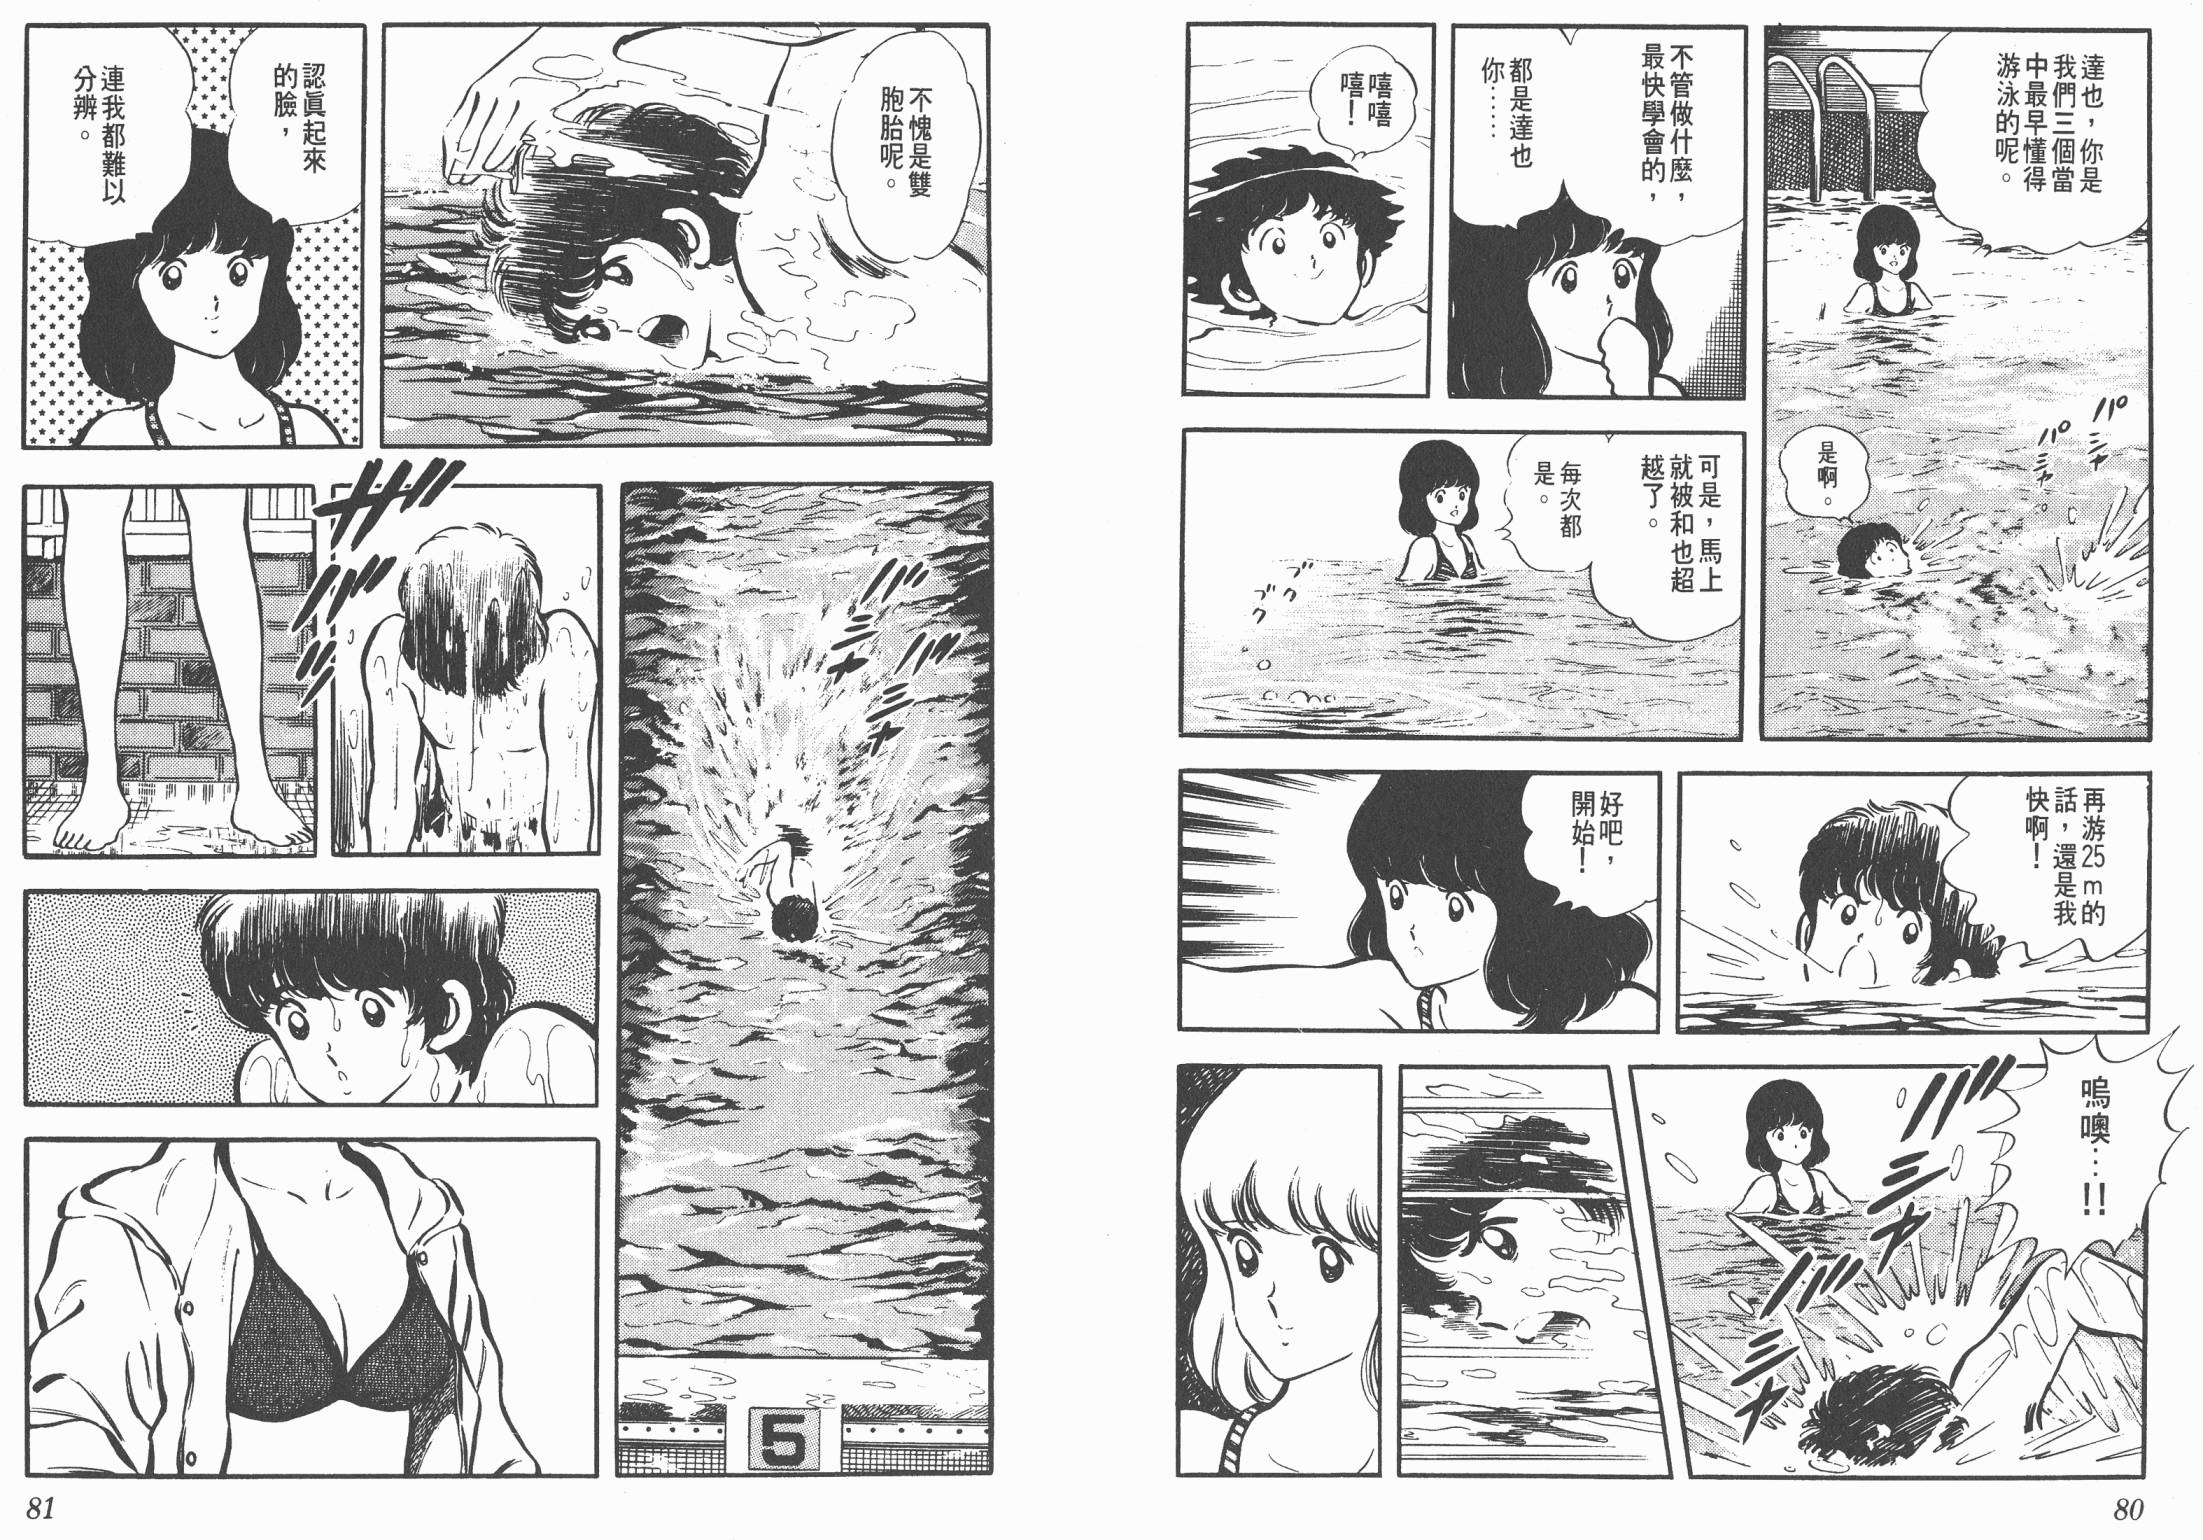 達也，你是
我們三個當
中最早懂得
游泳的呢。
パ
シャ
パ
シャ
是啊。
不管做什麼，
最快學會的，
都是達也
你……
嘻嘻
嘻！
可是，馬上
就被和也超
越了。
每次都
是。
ブ
ク
ブ
ク
再游25ｍ的
話，還是我
快啊！
好吧，
開始！
嗚噢…!!
バ
シャ
バ
シャ
80
不愧是雙
胞胎呢。
認眞起來
的臉，
連我都難以
分辨。
バ
シャ
バ
シャ
5
ザバ
81